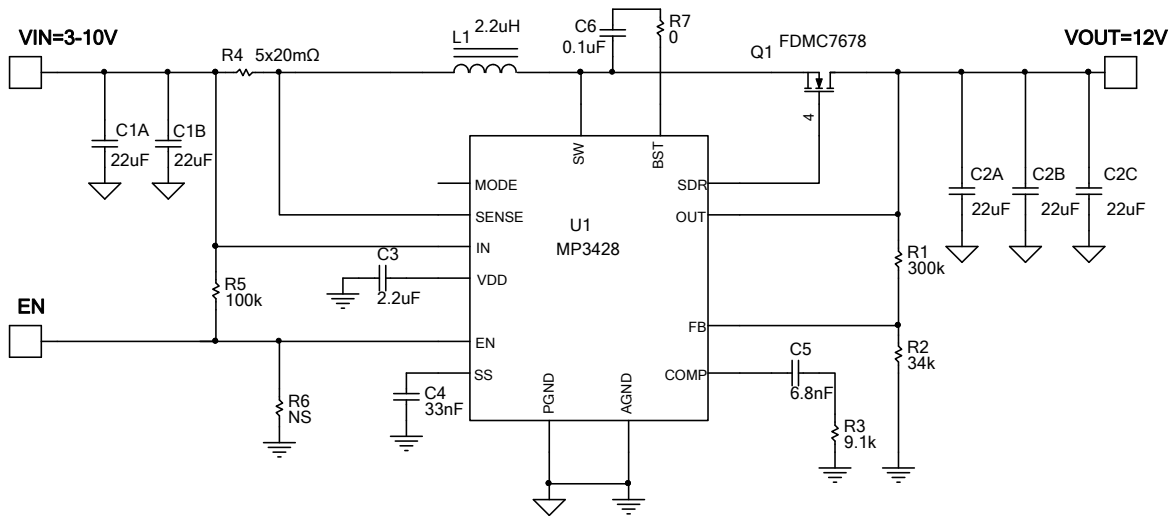 VIN=3-10V
R4 5x20mΩ
L1
2.2uH
C6
0.1uF
R7
0
Q1
FDMC7678
4
VOUT=12V
C1A
22uF
C1B
22uF
SW
BST
MODE
SENSE
IN
VDD
EN
SS
U1
MP3428
SDR
OUT
FB
COMP
PGND
AGND
C2A
22uF
C2B
22uF
C2C
22uF
C3
2.2uF
R5
100k
R1
300k
EN
R6
NS
C4
33nF
C5
6.8nF
R2
34k
R3
9.1k